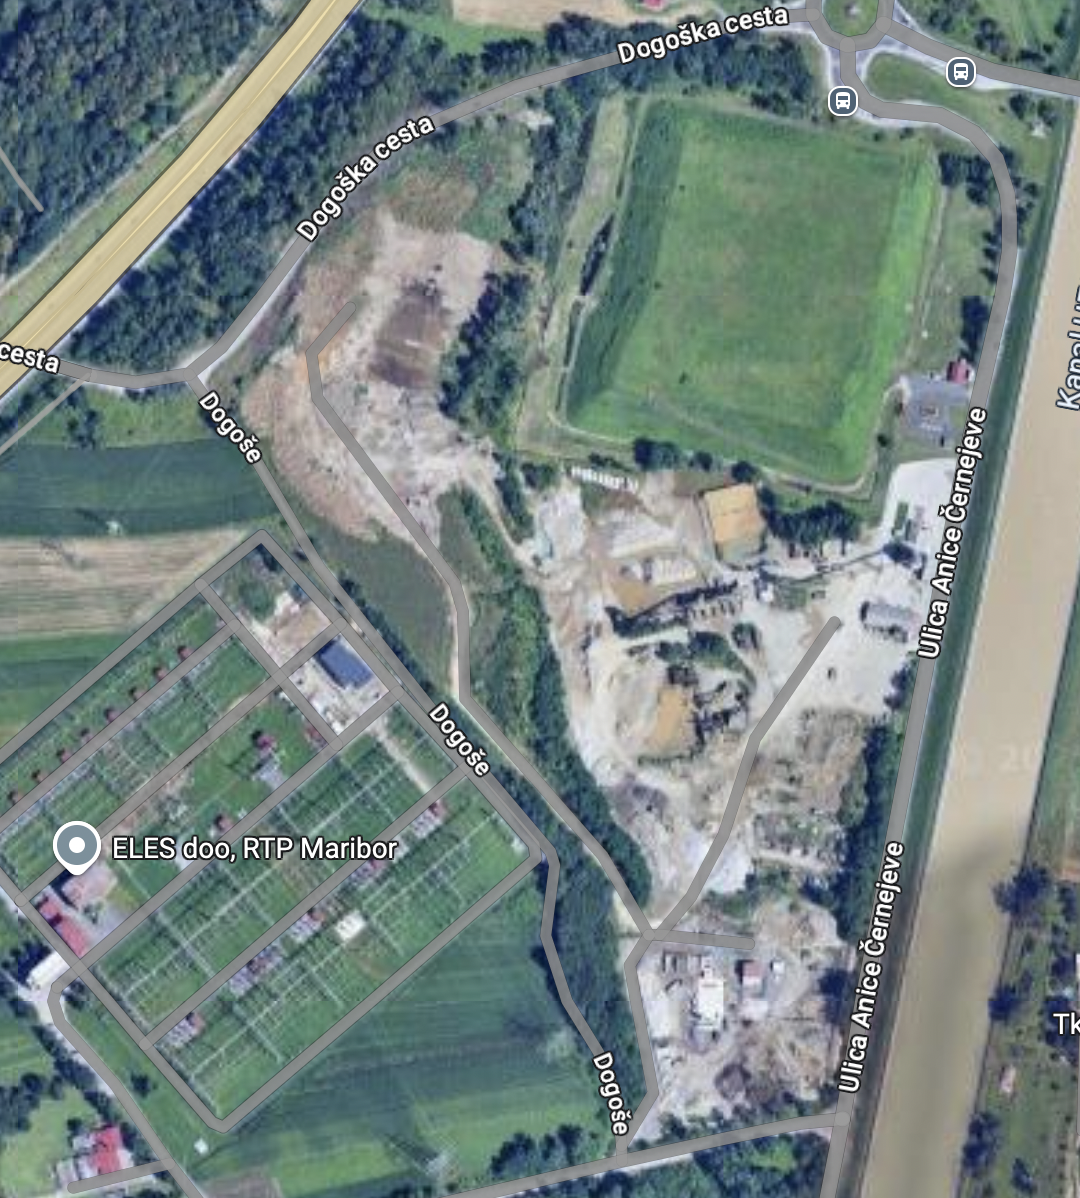 Dogoška cesta
Dogoška cesta
cesta
Dogoše
Kanal H
Ulica Anice Černejeve
Dogoše
ELES doo, RTP Maribor
Ulica Anice Černejeve
Tk
Dogoše